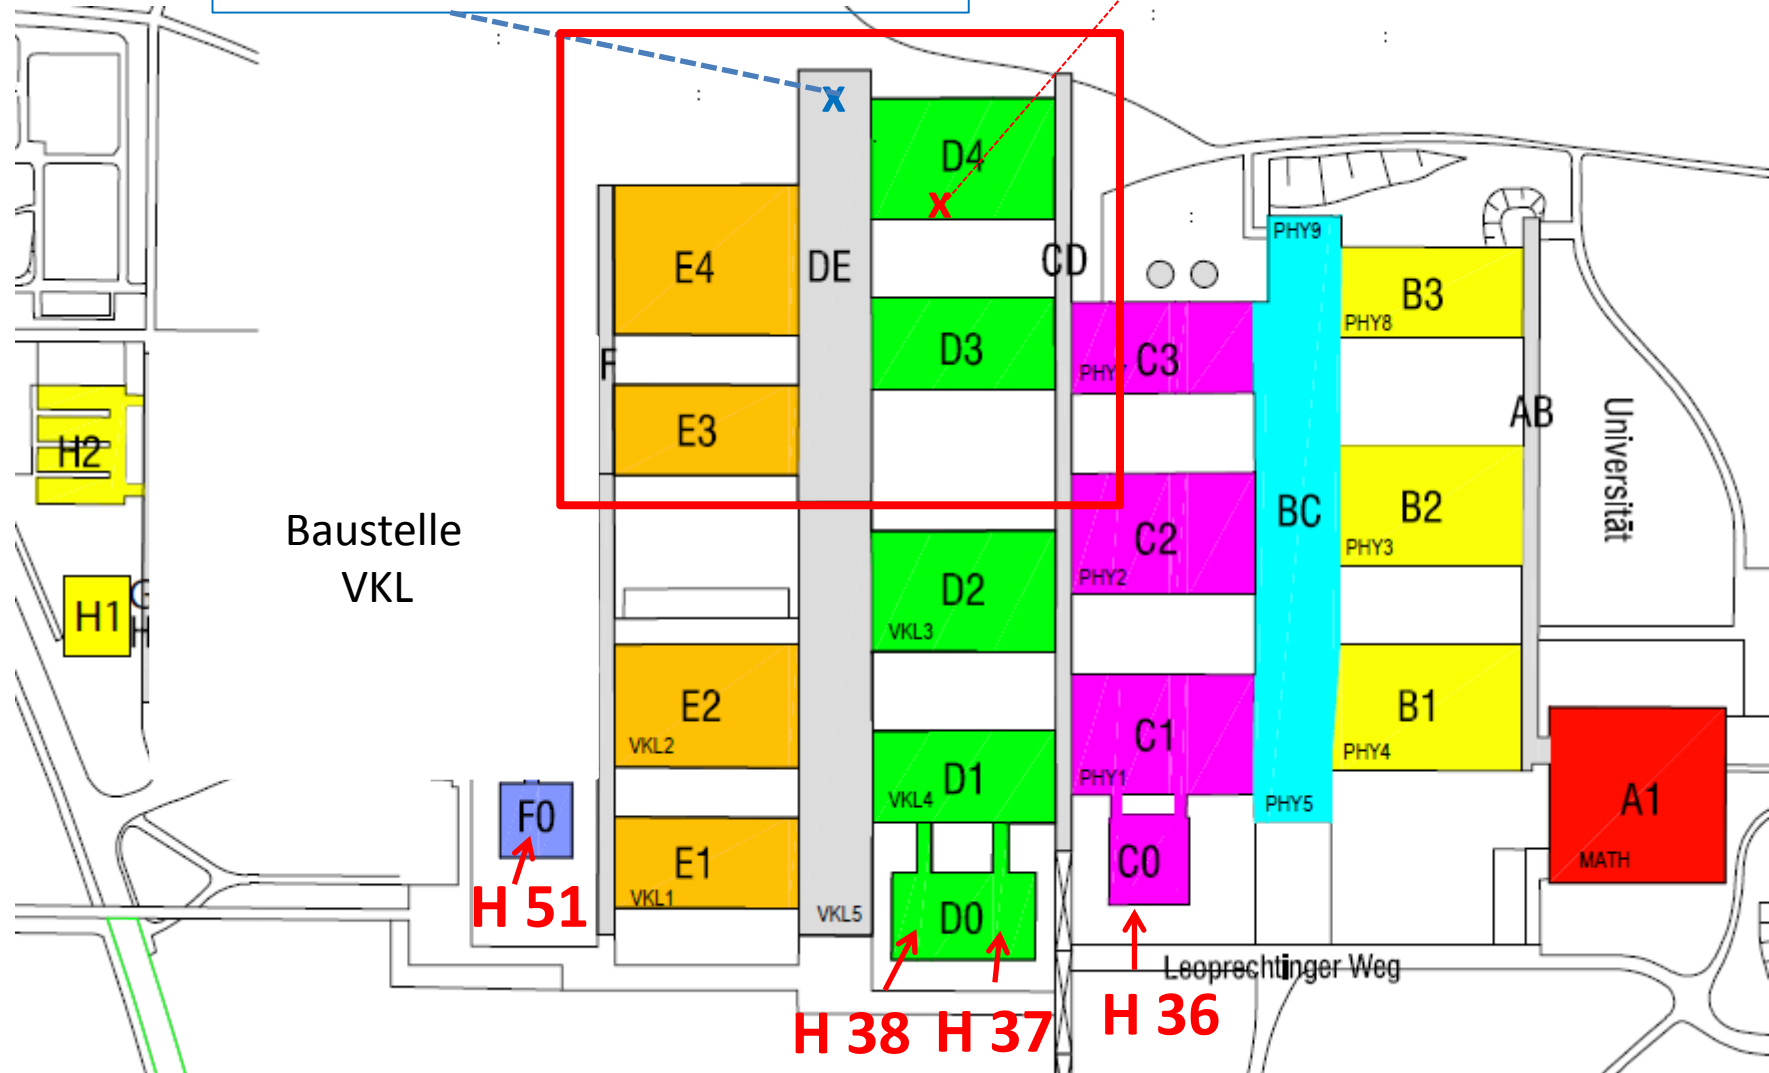 X
D4
X
PHY9
E4
DE
CD
B3
PHY8
D3
PHY7
C3
F
AB
Universität
E3
H2
B2
BC
PHY3
Baustelle
VKL
C2
PHY2
D2
VKL3
H1
E2
VKL2
B1
PHY4
C1
PHY1
D1
VKL4
PHY5
A1
MATH
F0
E1
VKL1
C0
H 51
VKL5
D0
Leoprechtinger Weg
H 38
H 37
H 36